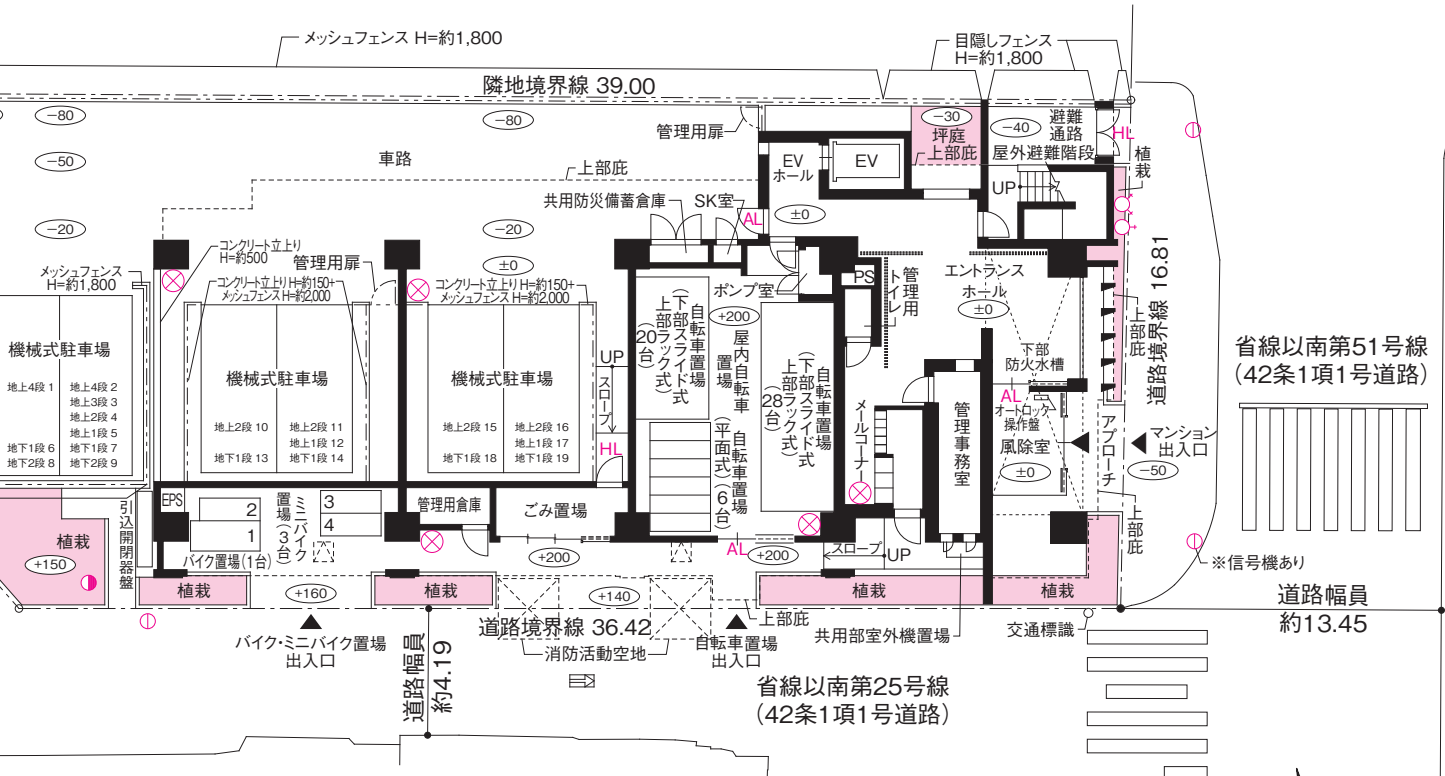 メッシュフェンス H=約1,800
目隠しフェンス
H=約1,800
隣地境界線 39.00
-80
-80
管理用扉
-30
坪庭
上部庇
-40
避難
通路
HL
屋外避難階段
植栽
-50
車路
上部庇
EV
ホール
EV
UP
共用防災備蓄倉庫
SK室
AL
±0
-20
-20
±0
コンクリート立上り
H=約500
管理用扉
メッシュフェンス
H=約1,800
コンクリート立上り H=約150+
メッシュフェンス H=約2,000
コンクリート立上り H=約150+
メッシュフェンス H=約2,000
ポンプ室
PS
管理用
トイレ
エントランス
ホール
±0
道路境界線 16.81
上部庇
機械式駐車場
地上4段 1
地上4段 2
地上3段 3
地上2段 4
地上1段 5
地下1段 6
地下1段 7
地下2段 8
地下2段 9
機械式駐車場
地上2段 10
地上2段 11
地上1段 12
地下1段 13
地下1段 14
機械式駐車場
地上2段 15
地上2段 16
地上1段 17
地下1段 18
地下1段 19
UP
スロープ
HL
自転車置場
(下部スライド式
上部ラック式)
(20台)
+200
屋内自転車
置場
自転車置場
(平面式)(6台)
自転車置場
(下部スライド式
上部ラック式)
(28台)
メールコーナー
管理事務室
下部
防火水槽
AL
オートロック
操作盤
風除室
±0
アプローチ
マンション
出入口
-50
上部庇
省線以南第51号線
(42条1項1号道路)
※信号機あり
道路幅員
約13.45
植栽
+150
引込開閉器盤
EPS
2
1
バイク置場(1台)
ミニバイク
置場(3台)
3
4
管理用倉庫
ごみ置場
+200
AL
+200
スロープ
UP
植栽
+160
植栽
+140
植栽
植栽
バイク・ミニバイク置場
出入口
道路境界線 36.42
消防活動空地
上部庇
自転車置場
出入口
共用部室外機置場
交通標識
道路幅員
約4.19
省線以南第25号線
(42条1項1号道路)